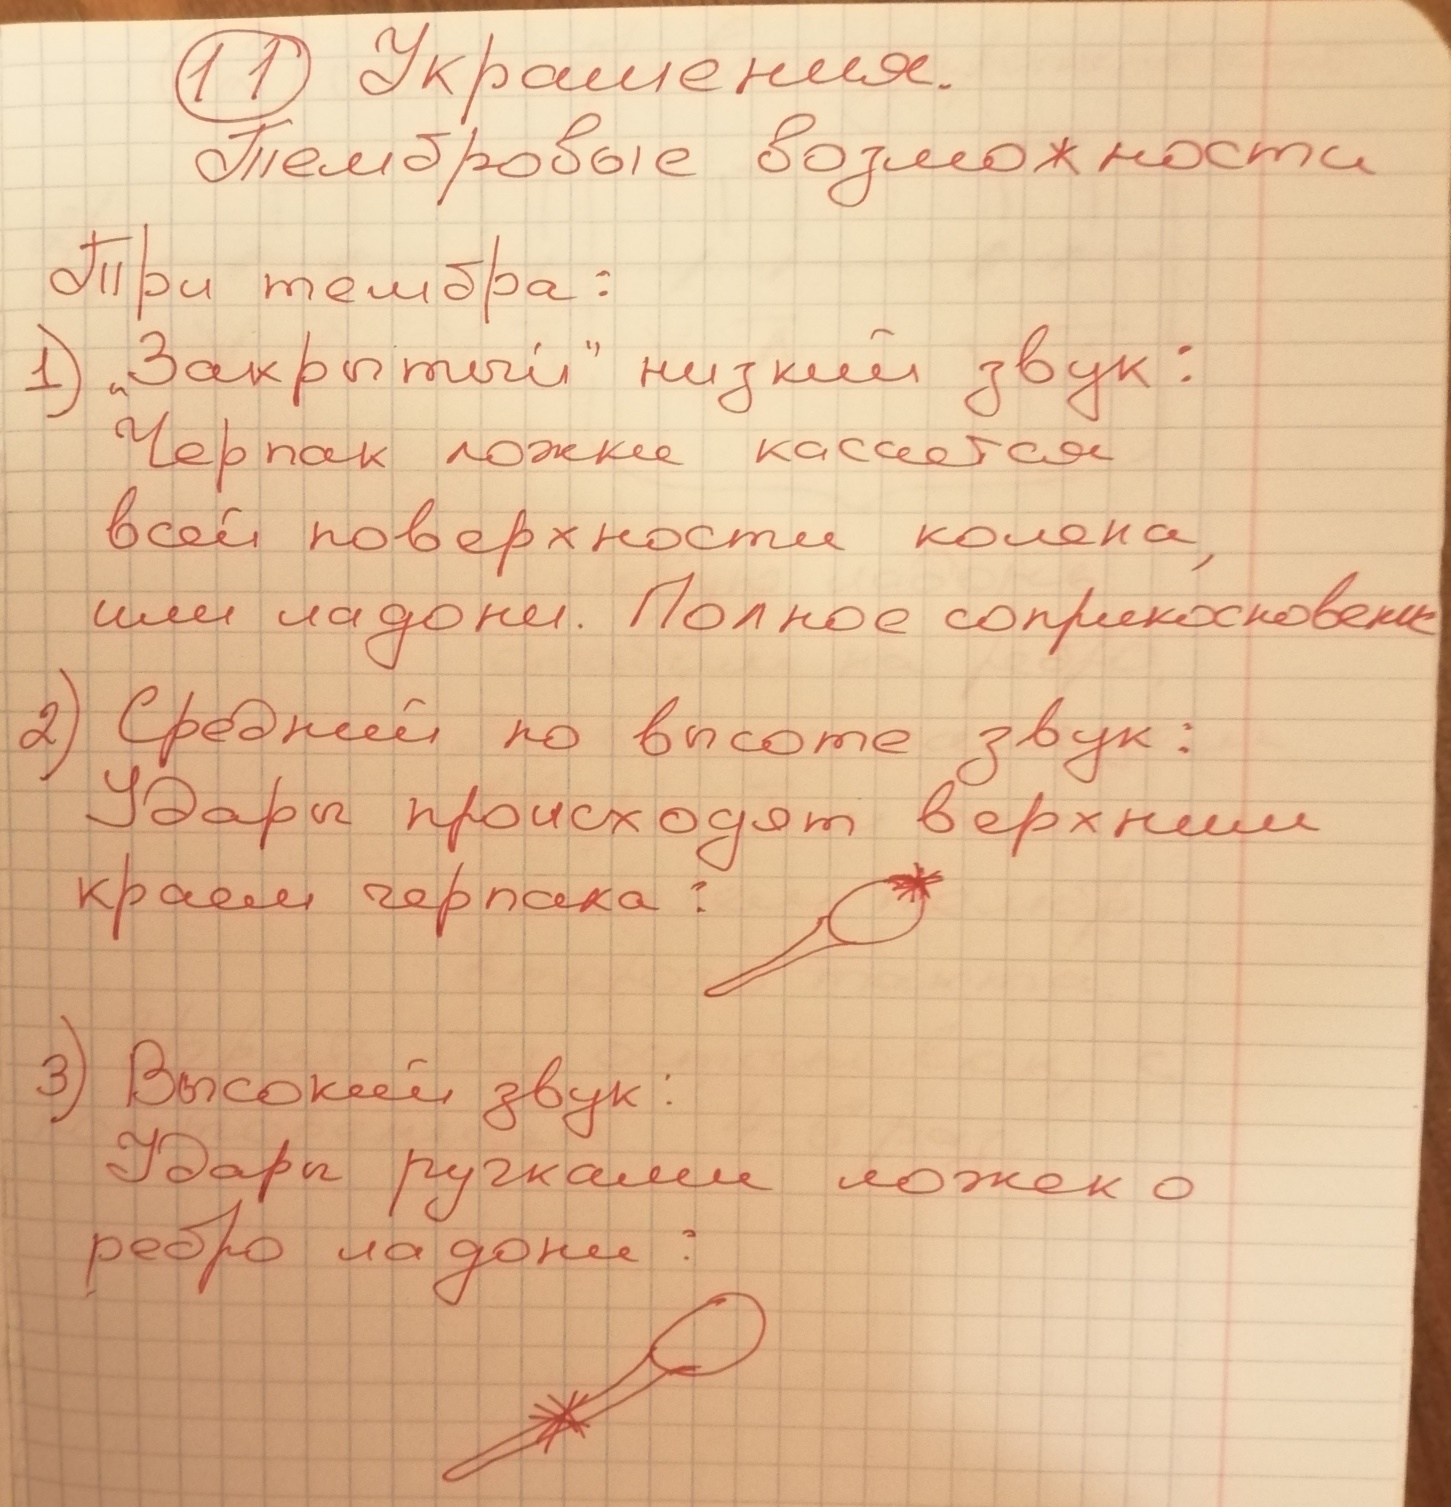 11 Украшения.
Тембровые возможности
Три тембра:
1) „Закрытый" низкий звук:
Черпак ложки касается
всей поверхности колена,
или ладони. Полное соприкосновение
2) Средний по высоте звук:
Удары происходят верхним
краем черпака:
3) Высокий звук:
Удары ручками ложек о
ребро ладони: